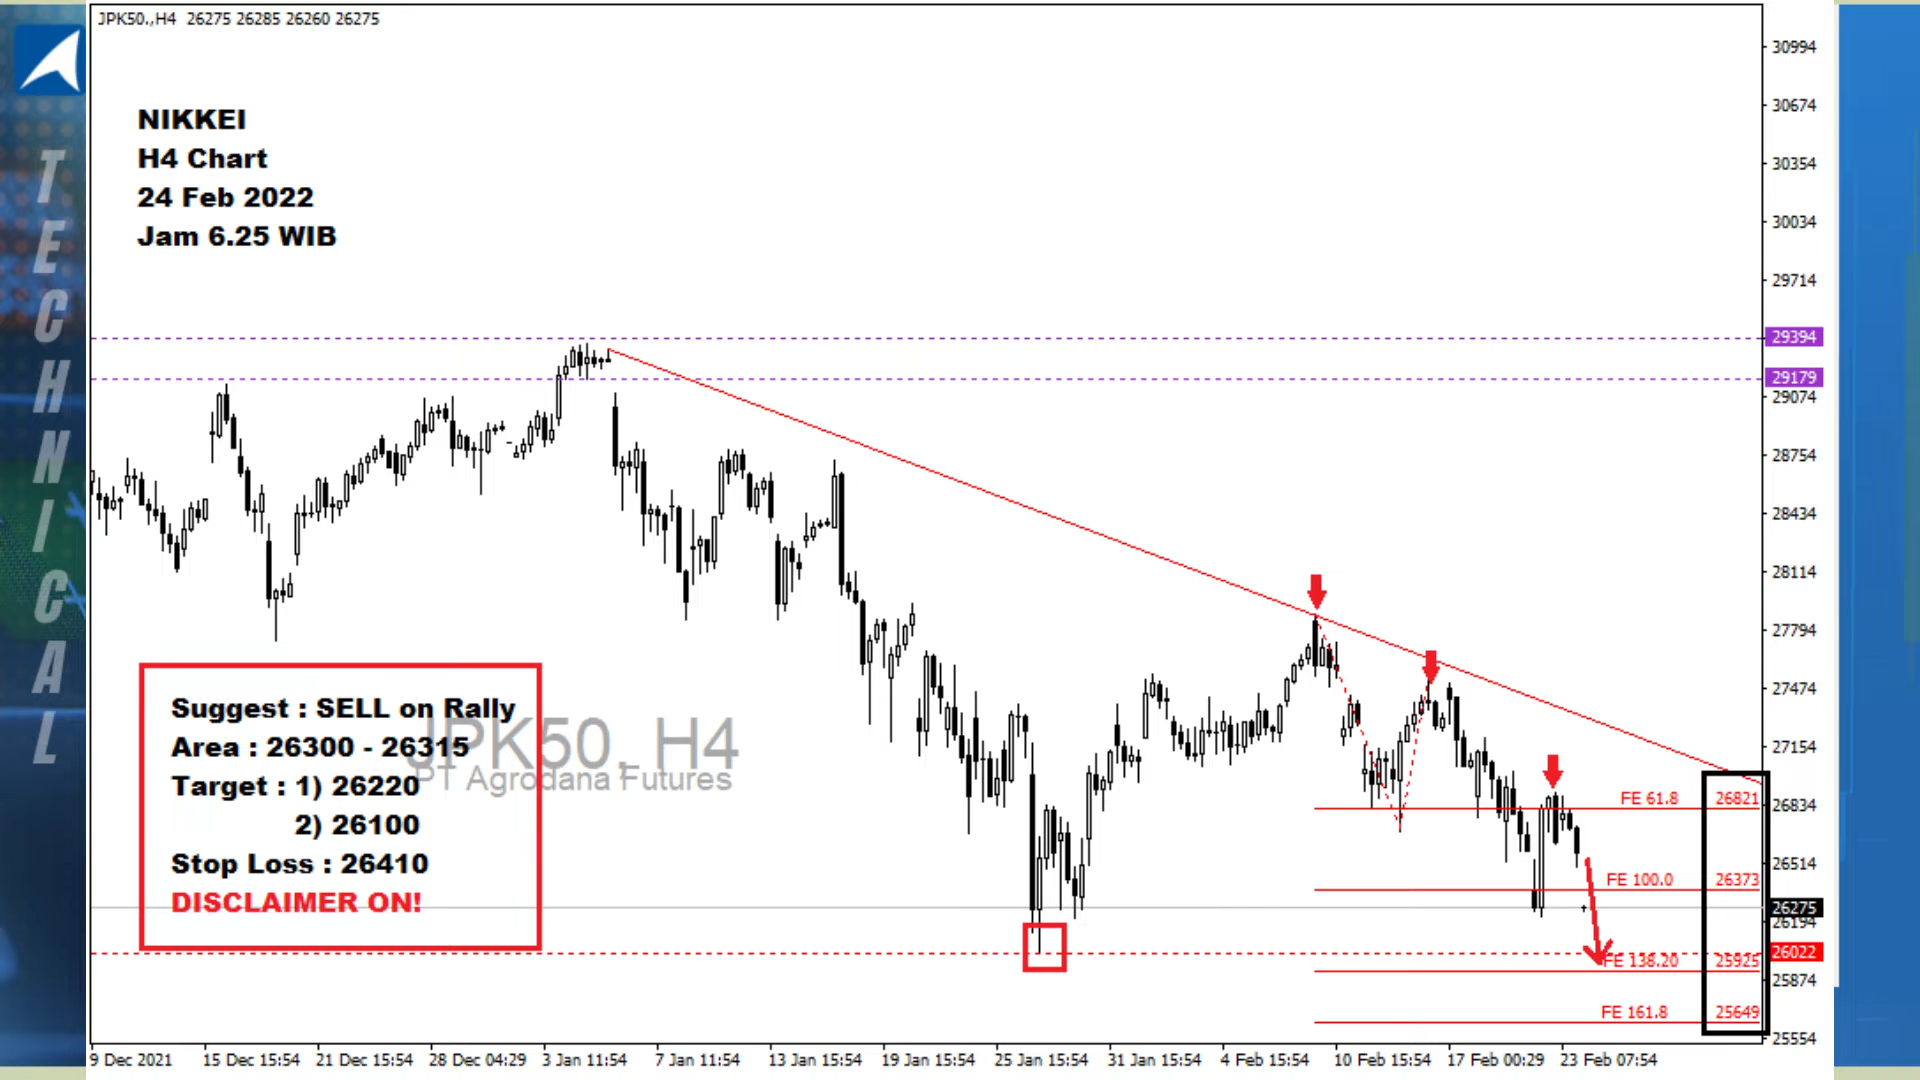 JPK50.,H4 26275 26285 26260 26275
NIKKEI
H4 Chart
24 Feb 2022
Jam 6.25 WIB
TECHNICAL
Suggest : SELL on Rally
Area : 26300 - 26315
Target : 1) 26220
2) 26100
Stop Loss : 26410
DISCLAIMER ON!
JPK50., H4
PT Agrodana Futures
FE 61.8 26821
FE 100.0 26373
FE 138.20 25925
FE 161.8 25649
30994
30674
30354
30034
29714
29394
29179
29074
28754
28434
28114
27794
27474
27154
26834
26514
26275
26194
26022
25874
25554
9 Dec 2021 15 Dec 15:54 21 Dec 15:54 28 Dec 04:29 3 Jan 11:54 7 Jan 11:54 13 Jan 15:54 19 Jan 15:54 25 Jan 15:54 31 Jan 15:54 4 Feb 15:54 10 Feb 15:54 17 Feb 00:29 23 Feb 07:54